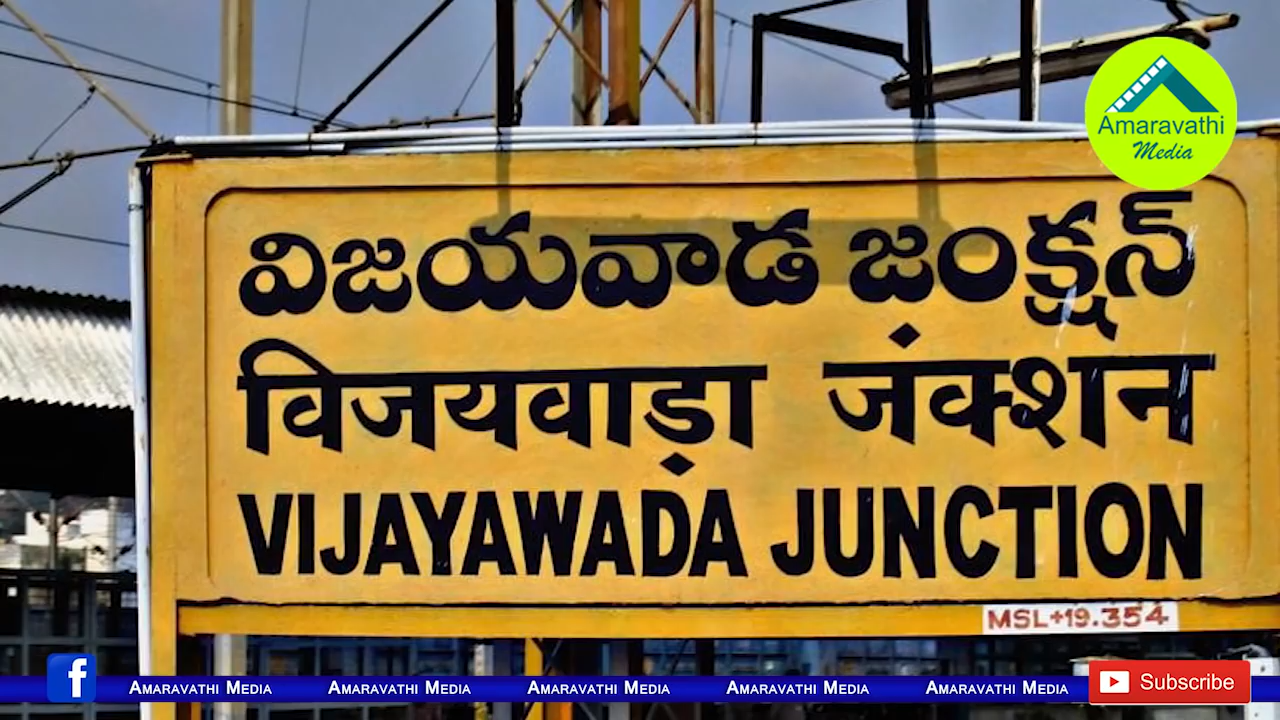 Amaravathi
Media
విజయవాడ జంక్షన్
विजयवाड़ा जंक्शन
VIJAYAWADA JUNCTION
MSL+19.354
f Amaravathi Media Amaravathi Media Amaravathi Media Amaravathi Media Amaravathi Media Subscribe